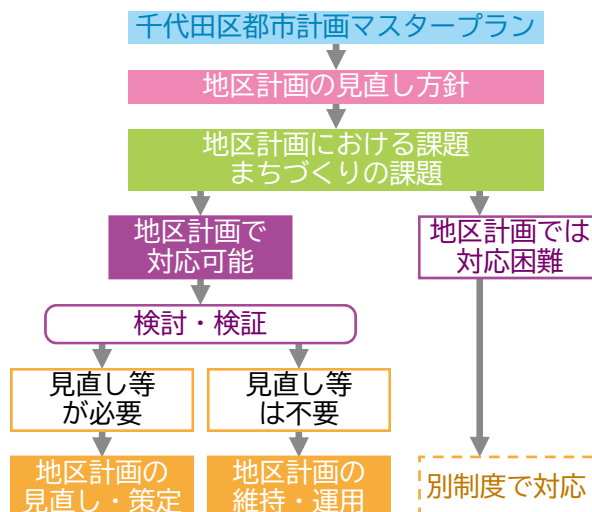 千代田区都市計画マスタープラン
地区計画の見直し方針
地区計画における課題
まちづくりの課題
地区計画で
対応可能
地区計画では
対応困難
検討・検証
見直し等
が必要
見直し等
は不要
地区計画の
見直し・策定
地区計画の
維持・運用
別制度で対応